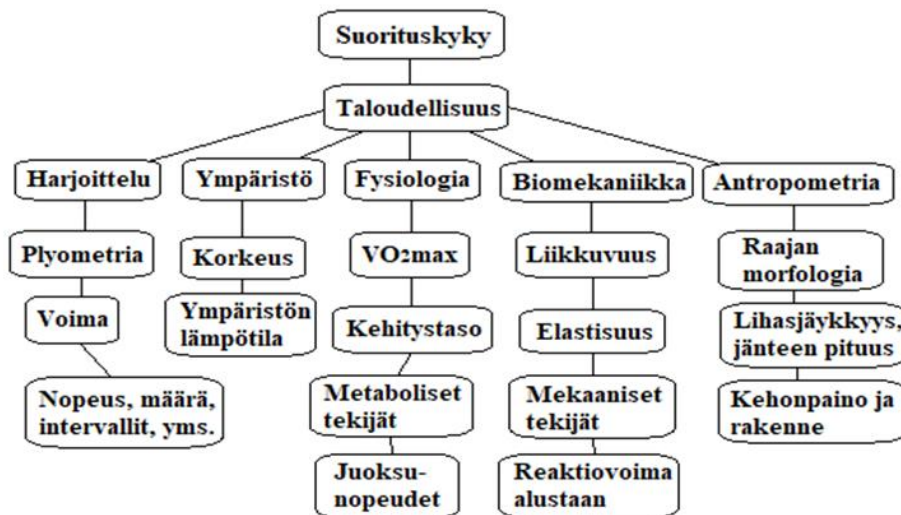 Suorituskyky
Taloudellisuus
Harjoittelu
Ympäristö
Fysiologia
Biomekaniikka
Antropometria
Plyometria
Korkeus
VO2max
Liikkuvuus
Raajan
morfologia
Voima
Ympäristön
lämpötila
Kehitystaso
Elastisuus
Lihasjäykkyys,
jänteen pituus
Nopeus, määrä,
intervallit, yms.
Metaboliset
tekijät
Mekaaniset
tekijät
Kehonpaino ja
rakenne
Juoksu-
nopeudet
Reaktiovoima
alustaan